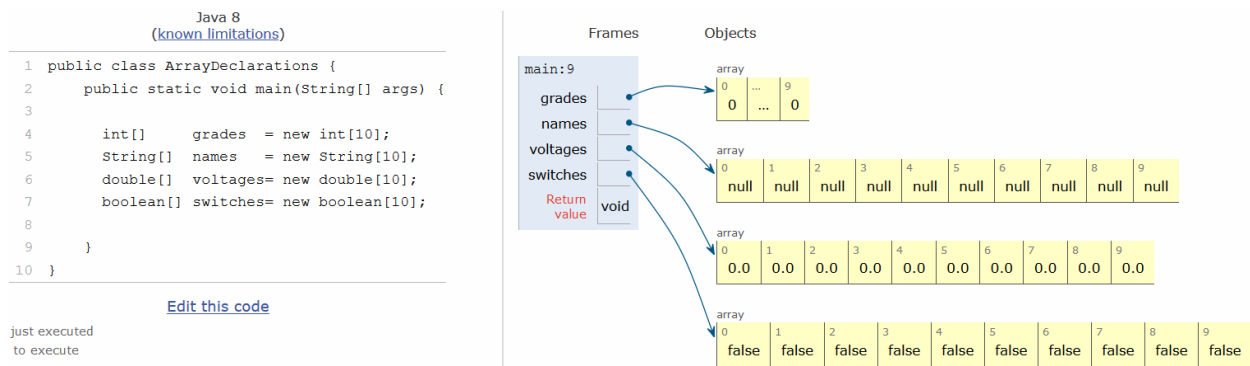 Java 8
(known limitations)
1 public class ArrayDeclarations {
2 public static void main(String[] args) {
3
4 int[] grades = new int[10];
5 String[] names = new String[10];
6 double[] voltages= new double[10];
7 boolean[] switches= new boolean[10];
8
9 }
10 }
Edit this code
just executed
to execute
Frames
Objects
main:9
grades
names
voltages
switches
Return
value
void
array
0 ... 9
0 ... 0
array
0 1 2 3 4 5 6 7 8 9
null null null null null null null null null null
array
0 1 2 3 4 5 6 7 8 9
0.0 0.0 0.0 0.0 0.0 0.0 0.0 0.0 0.0 0.0
array
0 1 2 3 4 5 6 7 8 9
false false false false false false false false false false